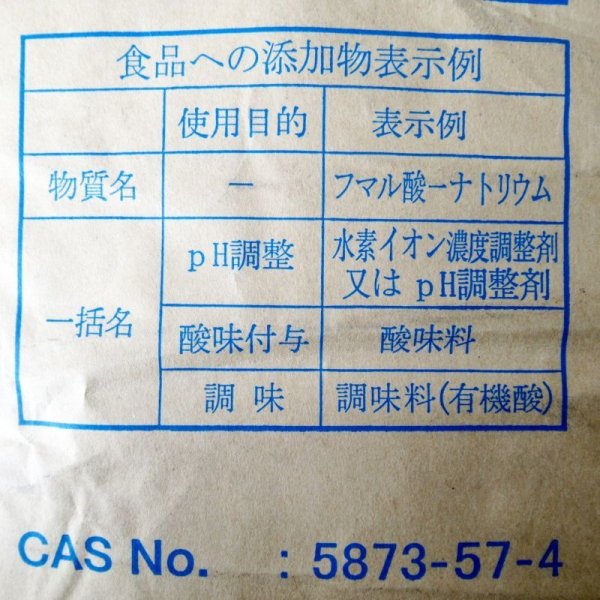 食品への添加物表示例
使用目的 表示例
物質名 － フマル酸一ナトリウム
一括名 pH調整 水素イオン濃度調整剤
又は pH調整剤
酸味付与 酸味料
調味 調味料(有機酸)
CAS No. : 5873-57-4